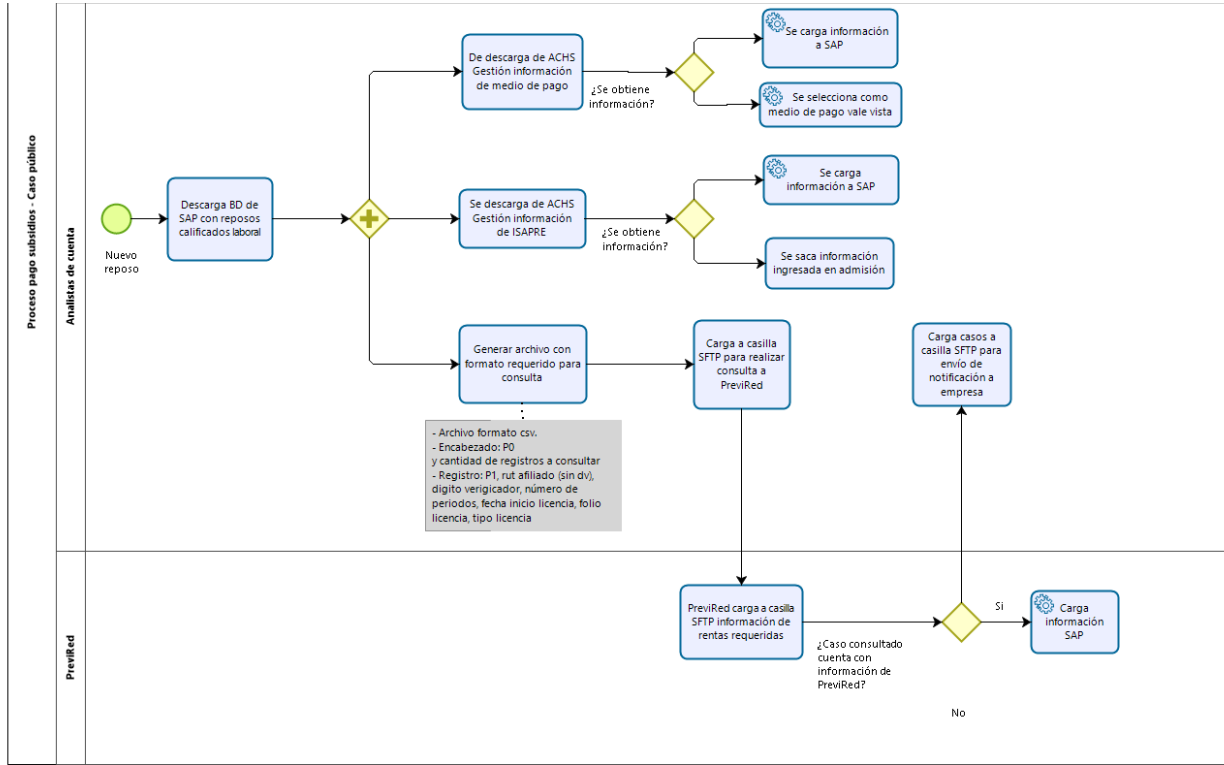 Proceso pago subsidios - Caso público
Analistas de cuenta
Nuevo
reposo
Descarga BD de
SAP con reposos
calificados laboral
De descarga de ACHS
Gestión información
de medio de pago
¿Se obtiene
información?
Se carga información
a SAP
Se selecciona como
medio de pago vale vista
Se descarga de ACHS
Gestión información
de ISAPRE
¿Se obtiene
información?
Se carga
información a SAP
Se saca información
ingresada en admisión
Generar archivo con
formato requerido para
consulta
- Archivo formato csv.
- Encabezado: P0
y cantidad de registros a consultar
- Registro: P1, rut afiliado (sin dv),
digito verigicador, número de
periodos, fecha inicio licencia, folio
licencia, tipo licencia
Carga a casilla
SFTP para realizar
consulta a
PreviRed
Carga casos a
casilla SFTP para
envío de
notificación a
empresa
PreviRed
PreviRed carga a casilla
SFTP información de
rentas requeridas
¿Caso consultado
cuenta con
información de
PreviRed?
Si
Carga
información
SAP
No